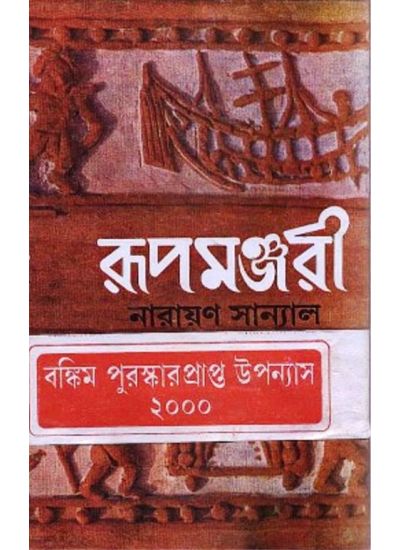 রূপমঞ্জরী
নারায়ণ সান্যাল
বঙ্কিম পুরস্কারপ্রাপ্ত উপন্যাস
২০০০